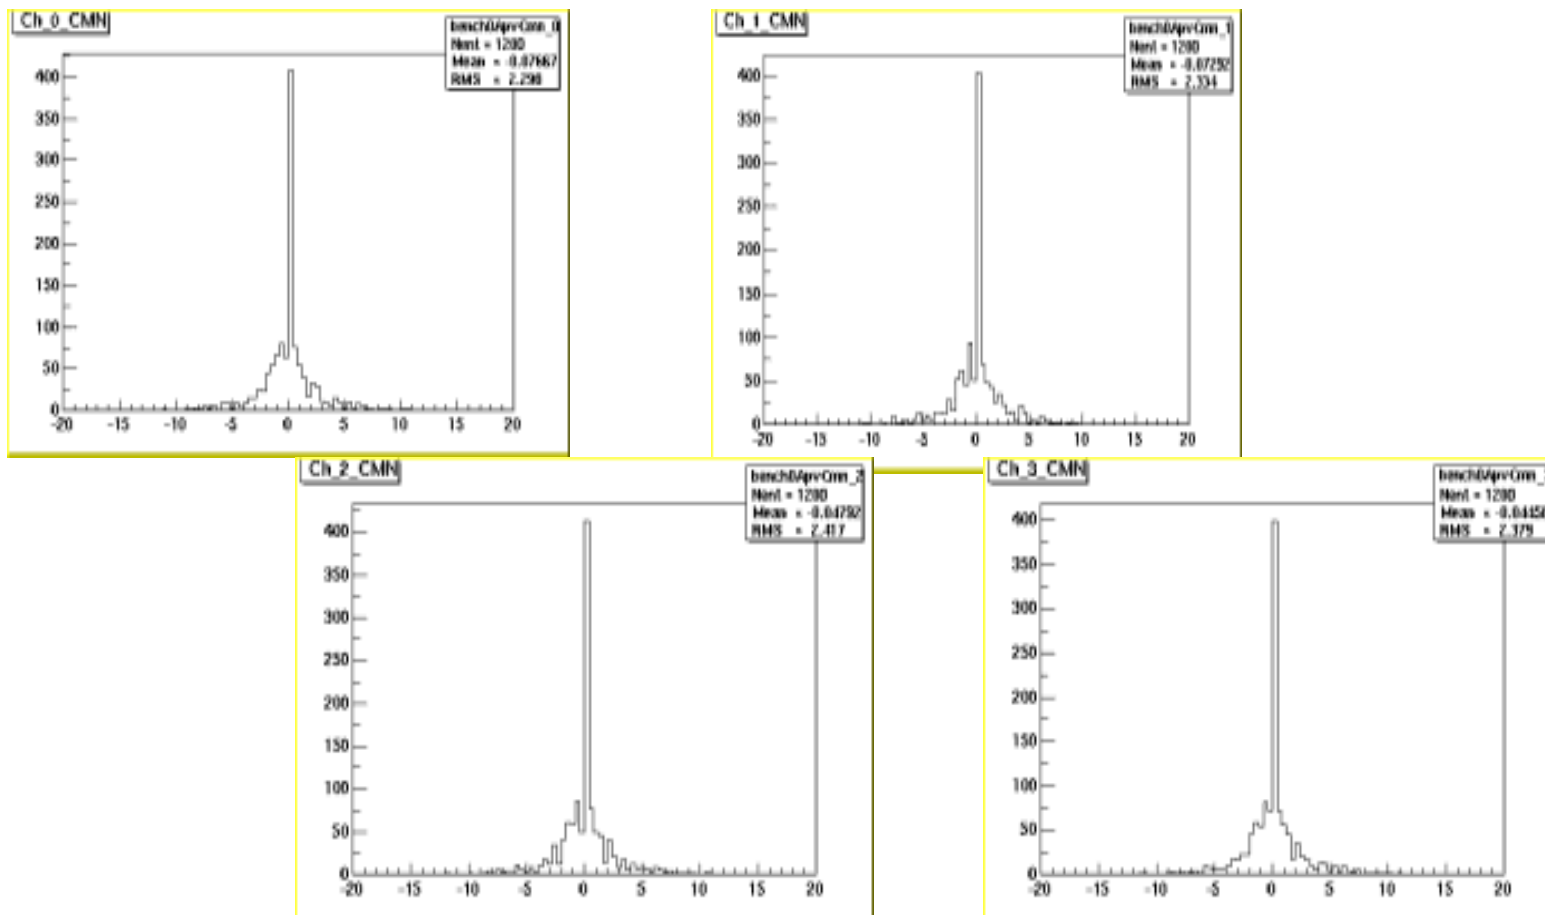 Ch_0_CMN
bench0ApvCmn_0
Nent = 1200
Mean = -0.07667
RMS = 2.290
400
350
300
250
200
150
100
50
0
-20 -15 -10 -5 0 5 10 15 20
Ch_1_CMN
bench0ApvCmn_1
Nent = 1200
Mean = -0.07292
RMS = 2.334
400
350
300
250
200
150
100
50
0
-20 -15 -10 -5 0 5 10 15 20
Ch_2_CMN
bench0ApvCmn_2
Nent = 1200
Mean = -0.04792
RMS = 2.417
400
350
300
250
200
150
100
50
0
-20 -15 -10 -5 0 5 10 15 20
Ch_3_CMN
Nent = 1200
Mean
RMS = 2.379
400
350
300
250
200
150
100
50
0
-20 -15 -10 -5 0 5 10 15 20